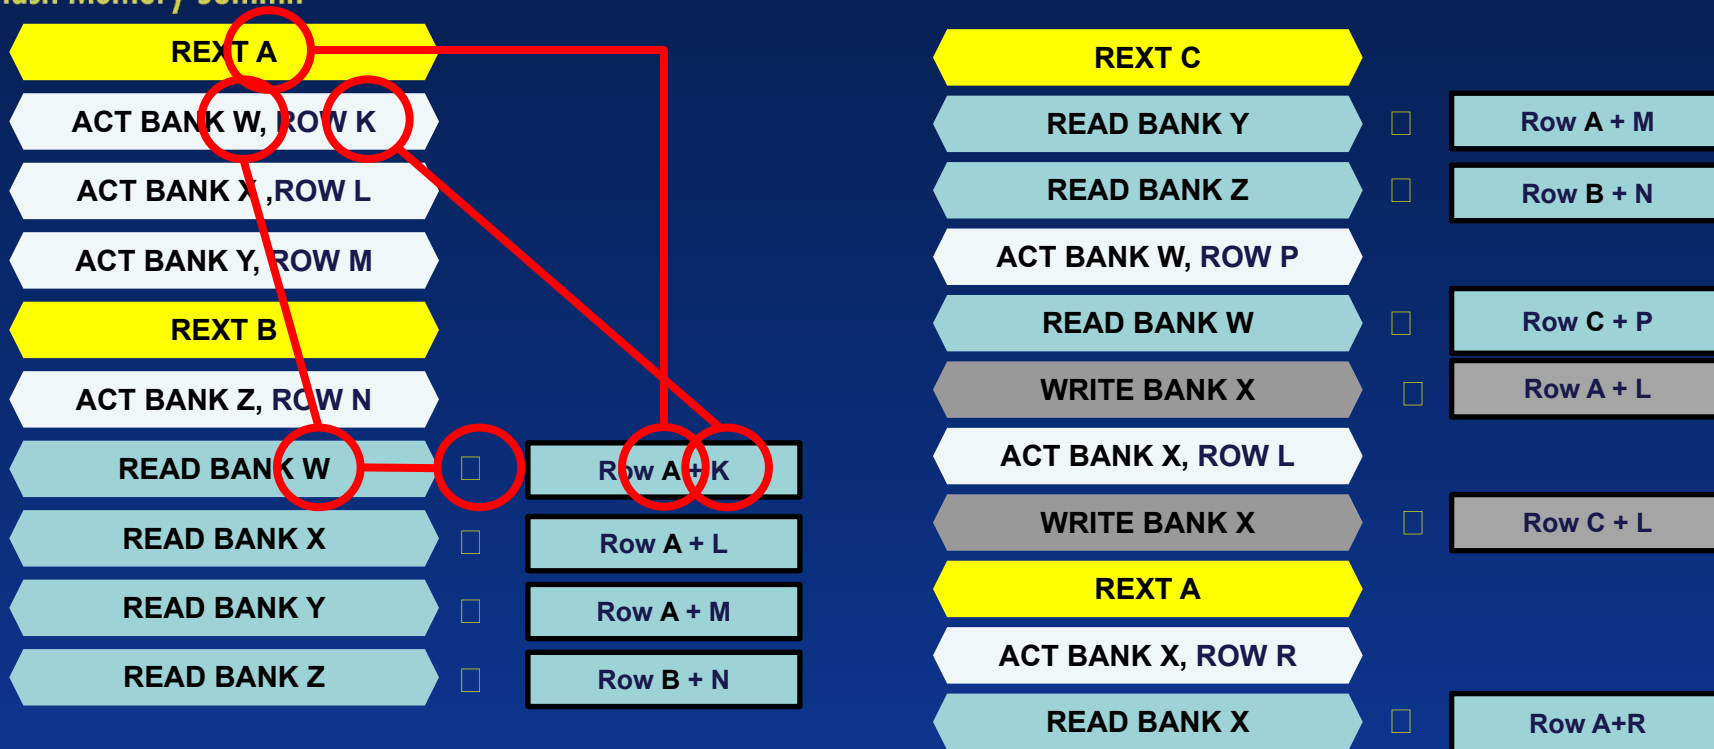 REXT A
ACT BANK W, ROW K
ACT BANK X ,ROW L
ACT BANK Y, ROW M
REXT B
ACT BANK Z, ROW N
READ BANK W
Row A + K
READ BANK X
Row A + L
READ BANK Y
Row A + M
READ BANK Z
Row B + N
REXT C
READ BANK Y
Row A + M
READ BANK Z
Row B + N
ACT BANK W, ROW P
READ BANK W
Row C + P
WRITE BANK X
Row A + L
ACT BANK X, ROW L
WRITE BANK X
Row C + L
REXT A
ACT BANK X, ROW R
READ BANK X
Row A+R